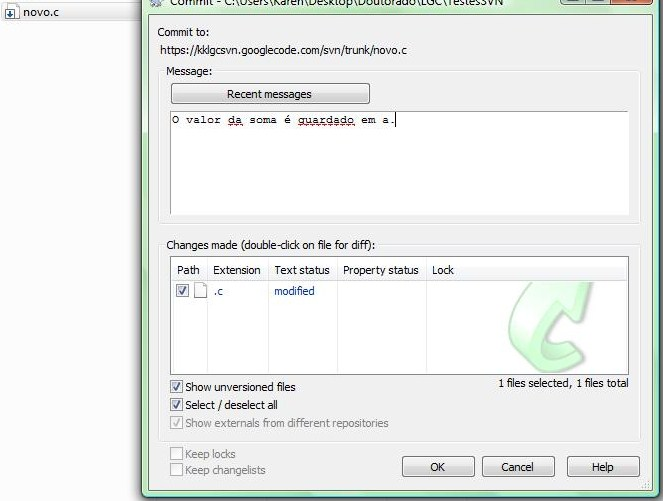 novo.c
Commit - C:\Users\Karen\Desktop\Doutorado\LGC\TestesSVN
Commit to:
https://kklgcsvn.googlecode.com/svn/trunk/novo.c
Message:
Recent messages
O valor da soma é guardado em a.
Changes made (double-click on file for diff):
Path Extension Text status Property status Lock
.c modified
1 files selected, 1 files total
Show unversioned files
Select / deselect all
Show externals from different repositories
Keep locks
Keep changelists
OK Cancel Help